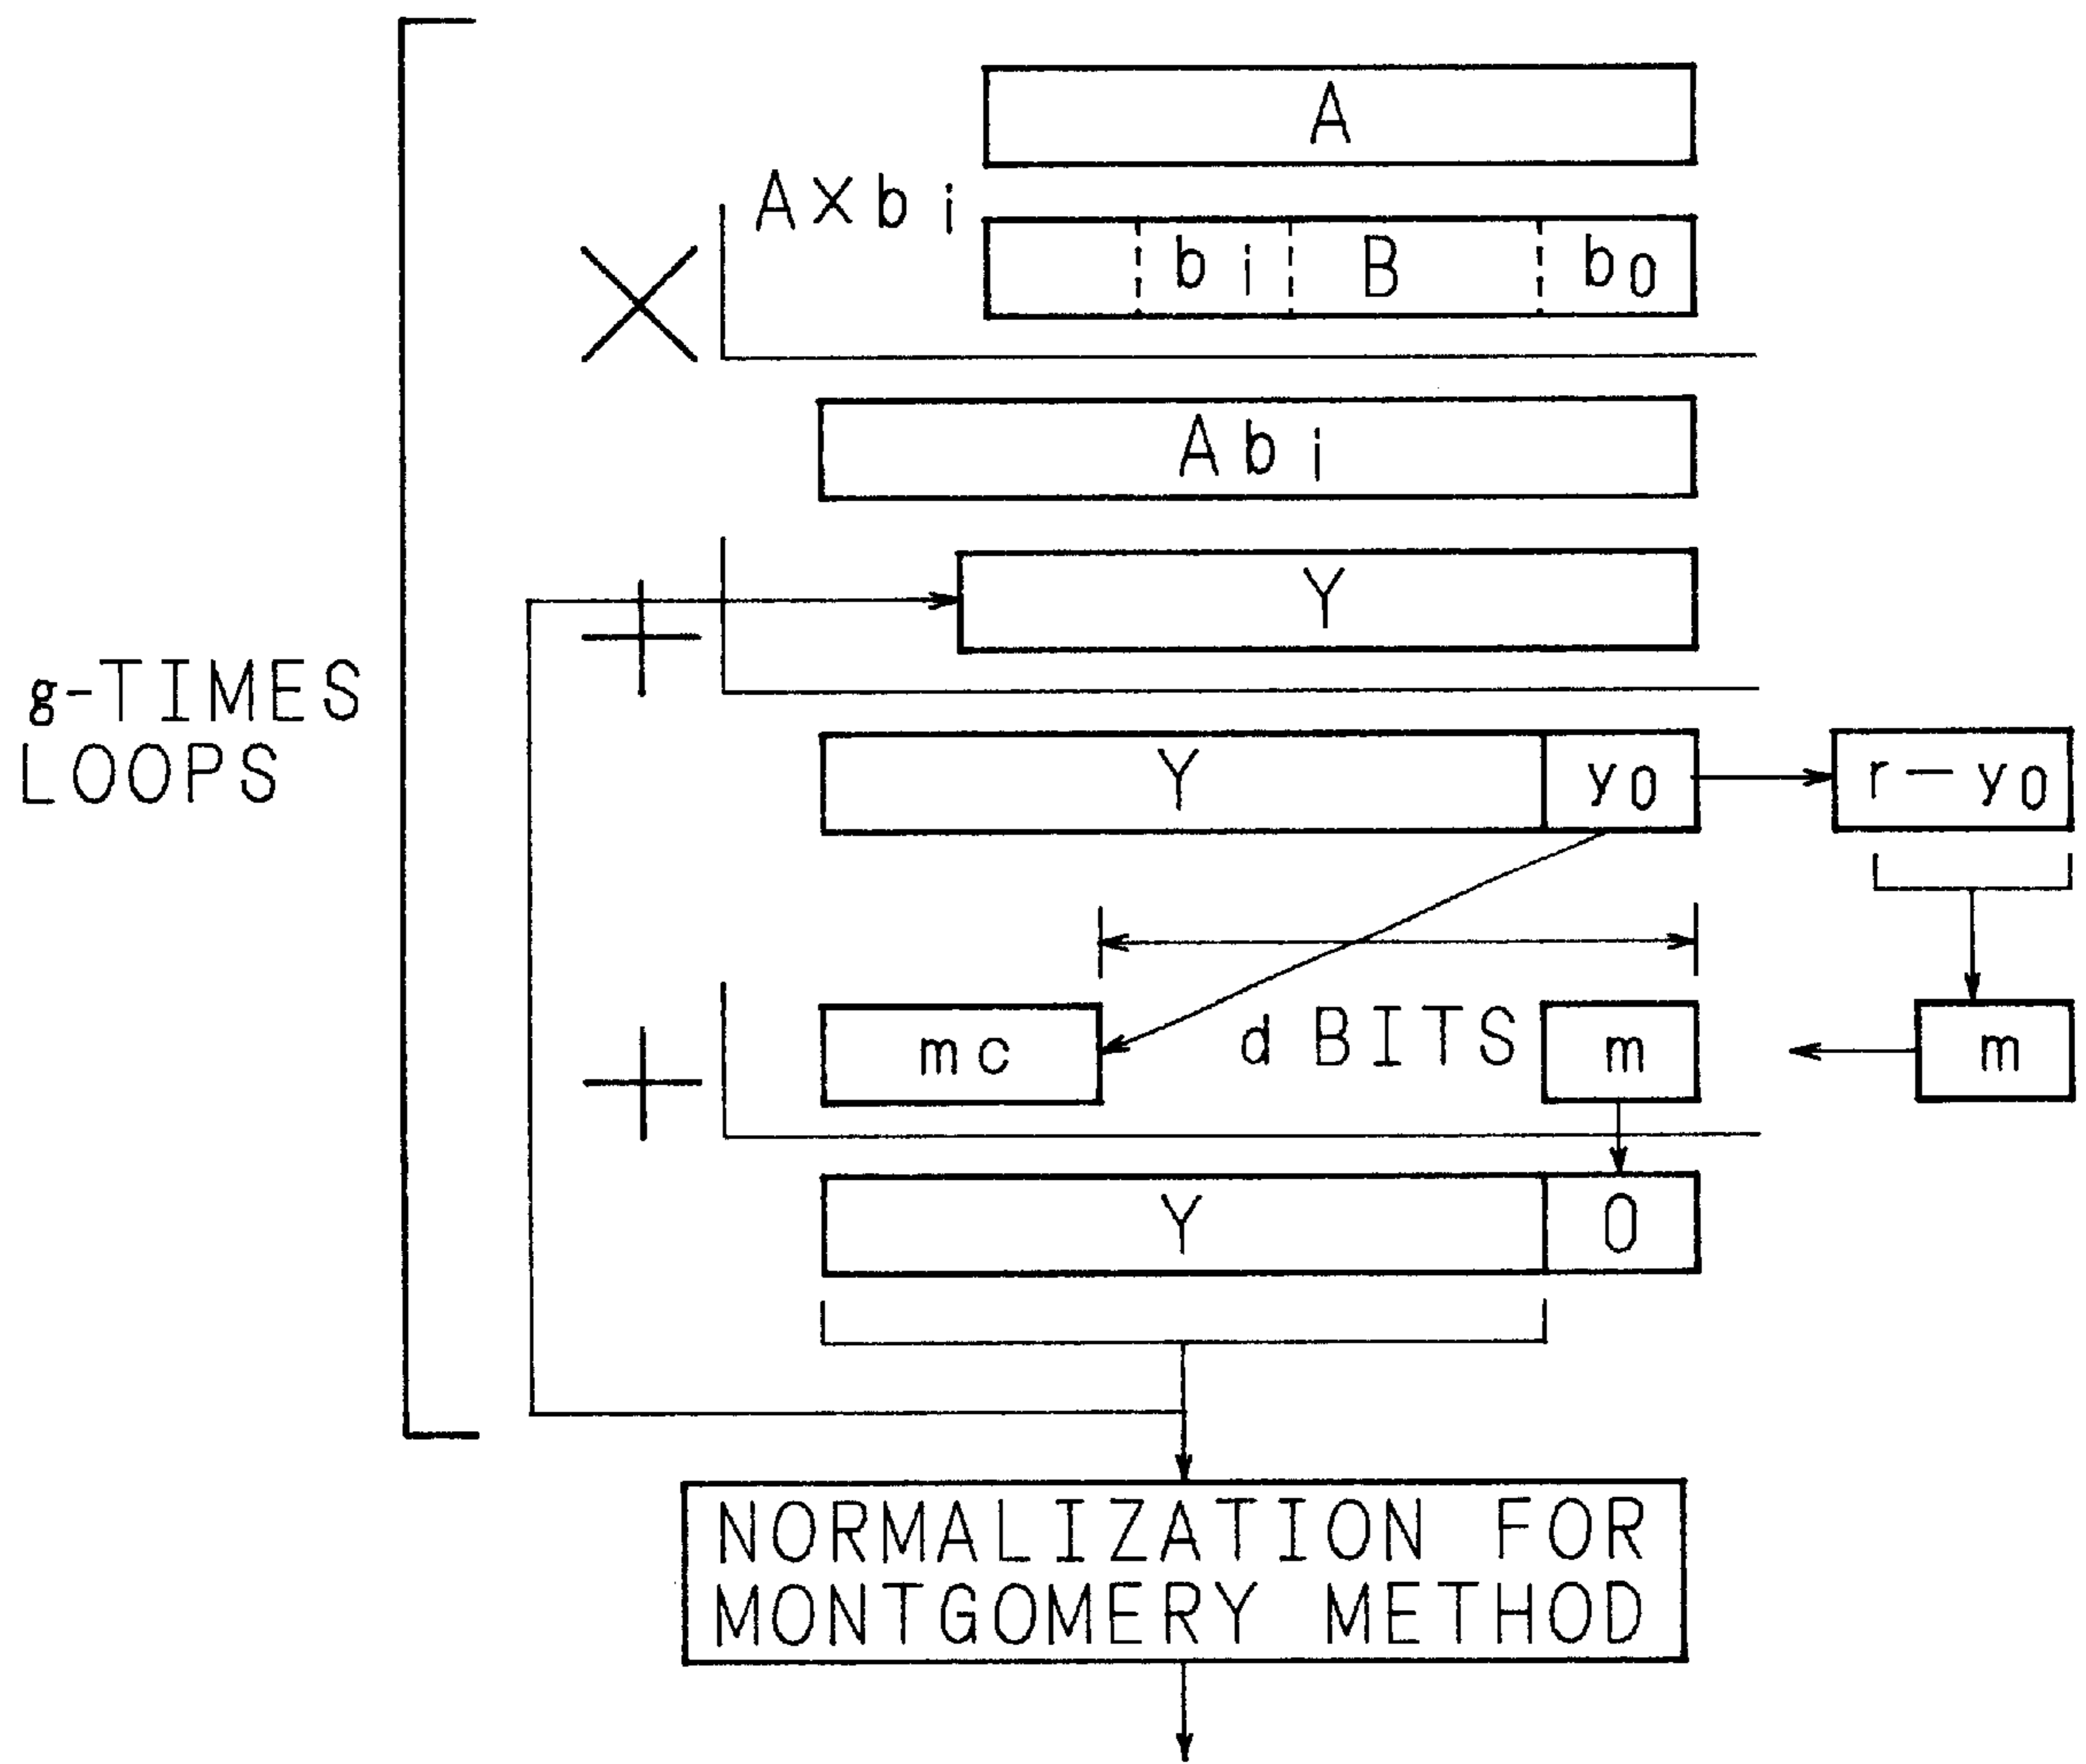 A
A×bi
bi B b0
×
Abi
+
Y
g-TIMES
LOOPS
Y y0
r-y0
+
mc
d BITS
m
m
Y 0
NORMALIZATION FOR
MONTGOMERY METHOD